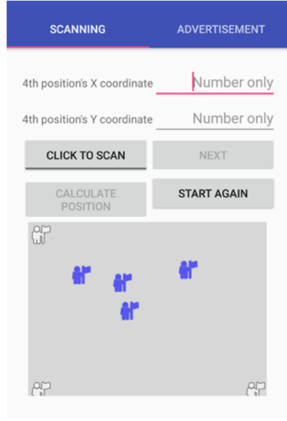 SCANNING ADVERTISEMENT
4th position's X coordinate Number only
4th position's Y coordinate Number only
CLICK TO SCAN NEXT
CALCULATE
POSITION
START AGAIN